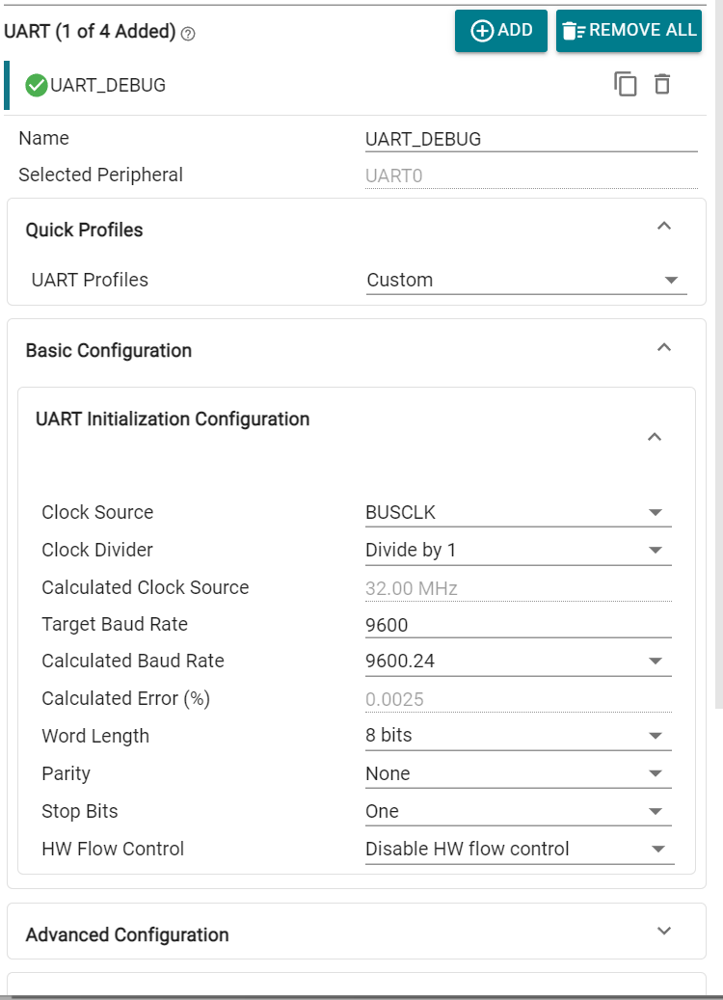 UART (1 of 4 Added) ?
ADD
REMOVE ALL
UART_DEBUG
Name UART_DEBUG
Selected Peripheral UART0
Quick Profiles
UART Profiles Custom
Basic Configuration
UART Initialization Configuration
Clock Source BUSCLK
Clock Divider Divide by 1
Calculated Clock Source 32.00 MHz
Target Baud Rate 9600
Calculated Baud Rate 9600.24
Calculated Error (%) 0.0025
Word Length 8 bits
Parity None
Stop Bits One
HW Flow Control Disable HW flow control
Advanced Configuration